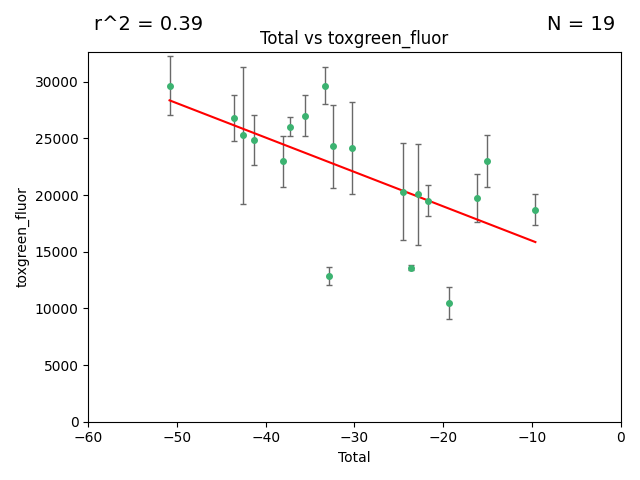 r^2 = 0.39
N = 19
Total vs toxgreen_fluor
toxgreen_fluor
30000
25000
20000
15000
10000
5000
0
−60
−50
−40
−30
−20
−10
0
Total